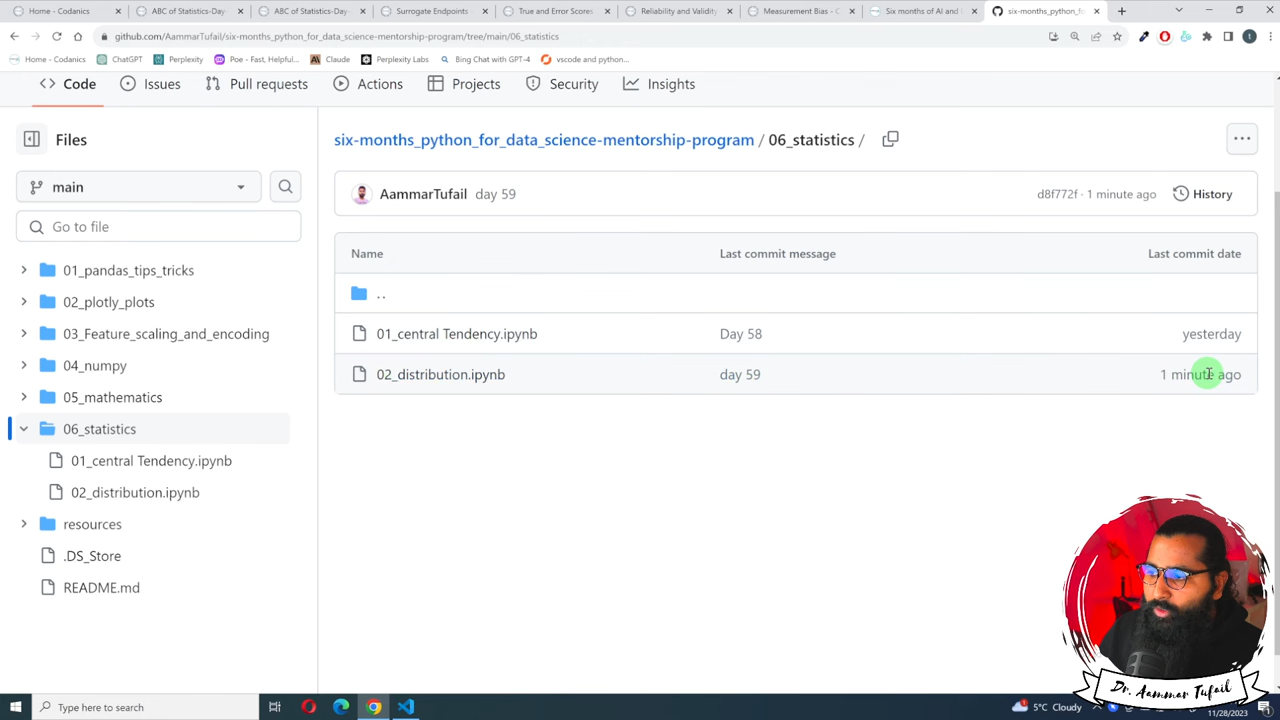 Home - Codanics
ABC of Statistics-Day-
ABC of Statistics-Day-
Surrogate Endpoints
True and Error Scores
Reliability and Validity
Measurement Bias - C
Six months of AI and
six-months_python_fo
github.com/AammarTufail/six-months_python_for_data_science-mentorship-program/tree/main/06_statistics
Home - Codanics
ChatGPT
Perplexity
Poe - Fast, Helpful...
Claude
Perplexity Labs
Bing Chat with GPT-4
vscode and python...
Code
Issues
Pull requests
Actions
Projects
Security
Insights
Files
six-months_python_for_data_science-mentorship-program / 06_statistics /
main
AammarTufail day 59
d8f772f · 1 minute ago
History
Go to file
Name Last commit message Last commit date
..
01_central Tendency.ipynb Day 58 yesterday
02_distribution.ipynb day 59 1 minute ago
01_pandas_tips_tricks
02_plotly_plots
03_Feature_scaling_and_encoding
04_numpy
05_mathematics
06_statistics
01_central Tendency.ipynb
02_distribution.ipynb
resources
.DS_Store
README.md
Dr. Aammar Tufail
Type here to search
5°C Cloudy
11/28/2023